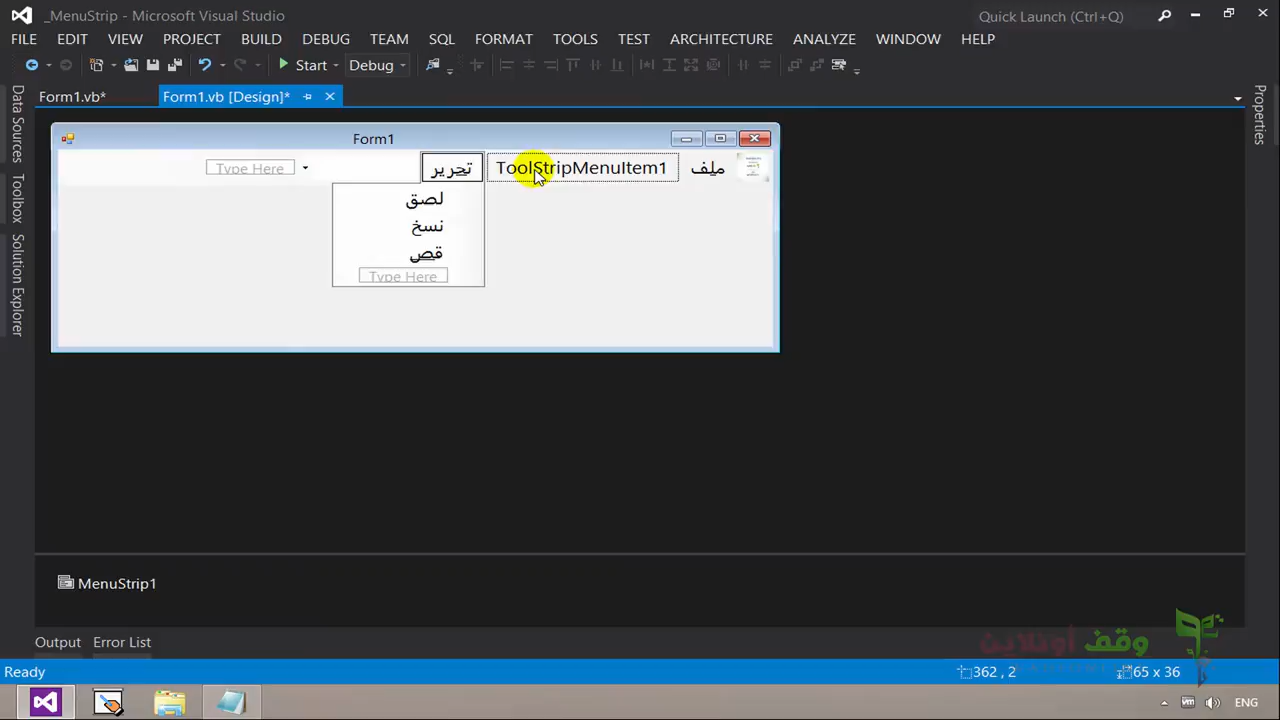 _MenuStrip - Microsoft Visual Studio
Quick Launch (Ctrl+Q)
FILE EDIT VIEW PROJECT BUILD DEBUG TEAM SQL FORMAT TOOLS TEST ARCHITECTURE ANALYZE WINDOW HELP
Start Debug
Form1.vb* Form1.vb [Design]*
Data Sources
Toolbox
Solution Explorer
Properties
Form1
ملف ToolStripMenuItem1 تحرير Type Here
لصق
نسخ
قص
Type Here
MenuStrip1
Output Error List
وقف أونلاين
Ready 362 , 2 65 x 36
ENG